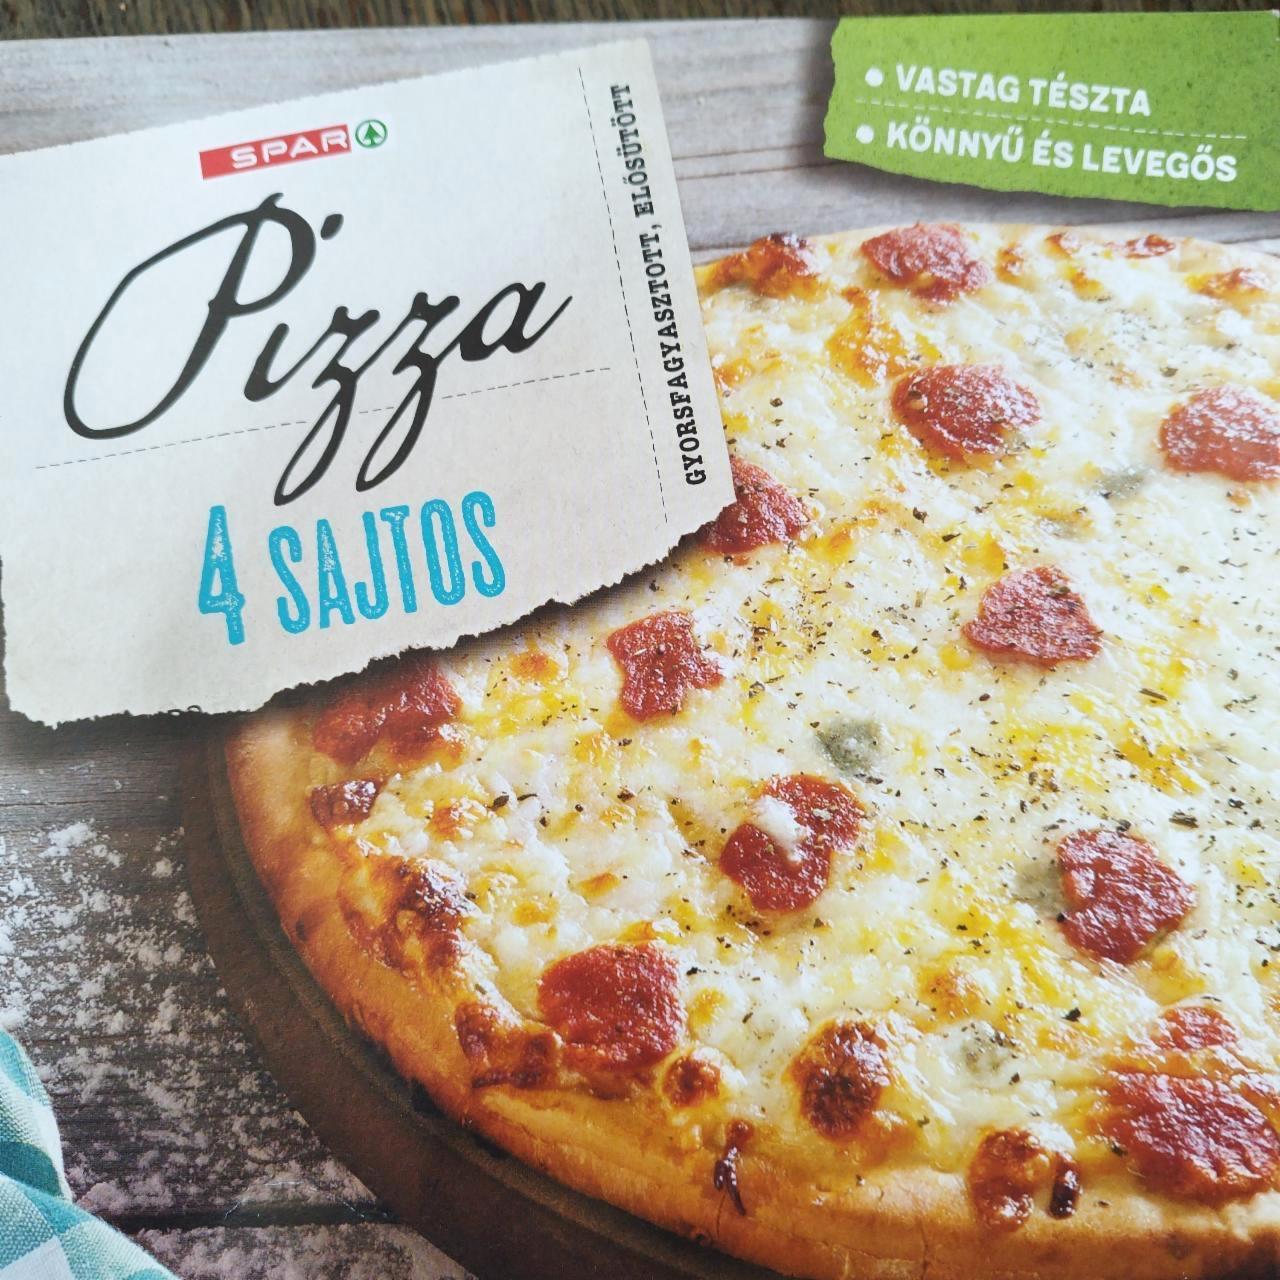 SPAR
Pizza
4 SAJTOS
GYORSFAGYASZTOTT, ELŐSÜTÖTT
• VASTAG TÉSZTA
• KÖNNYŰ ÉS LEVEGŐS